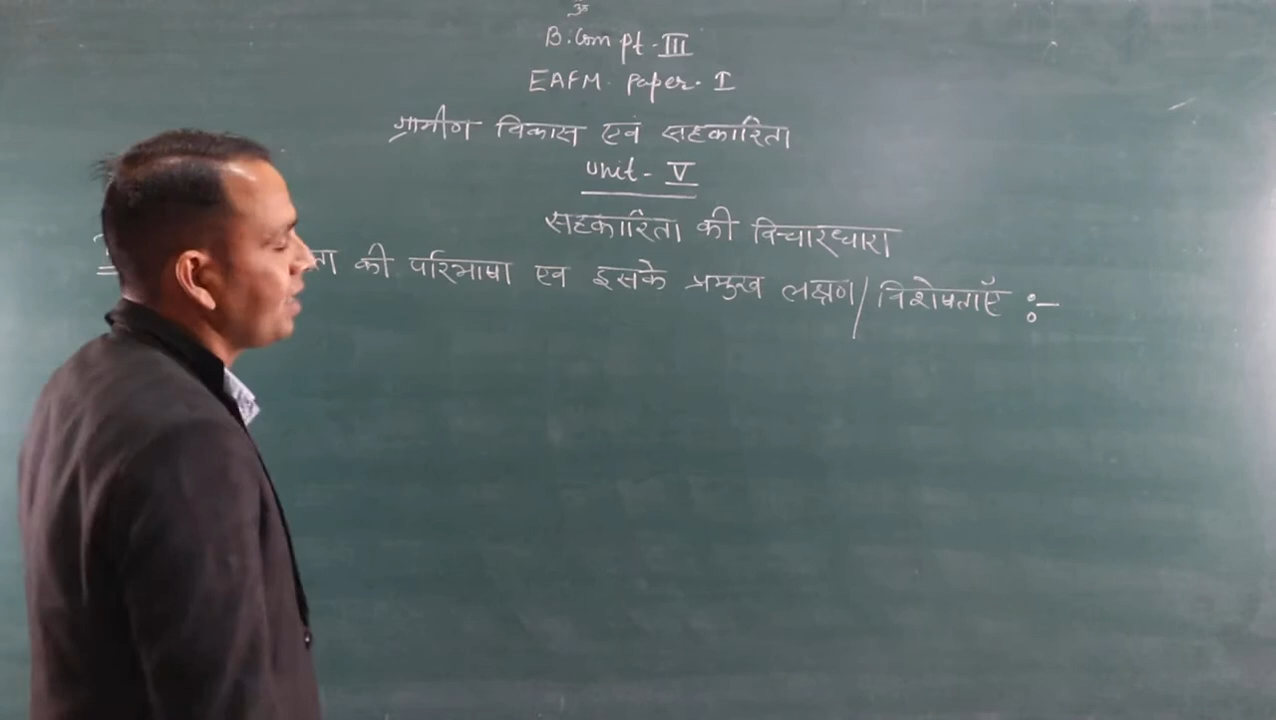 ॐ
B.Com pt-III
EAFM. Paper-I
ग्रामीण विकास एवं सहकारिता
Unit-V
सहकारिता की विचारधारा
की परिभाषा एव इसके प्रमुख लक्षण/विशेषताएँ :-